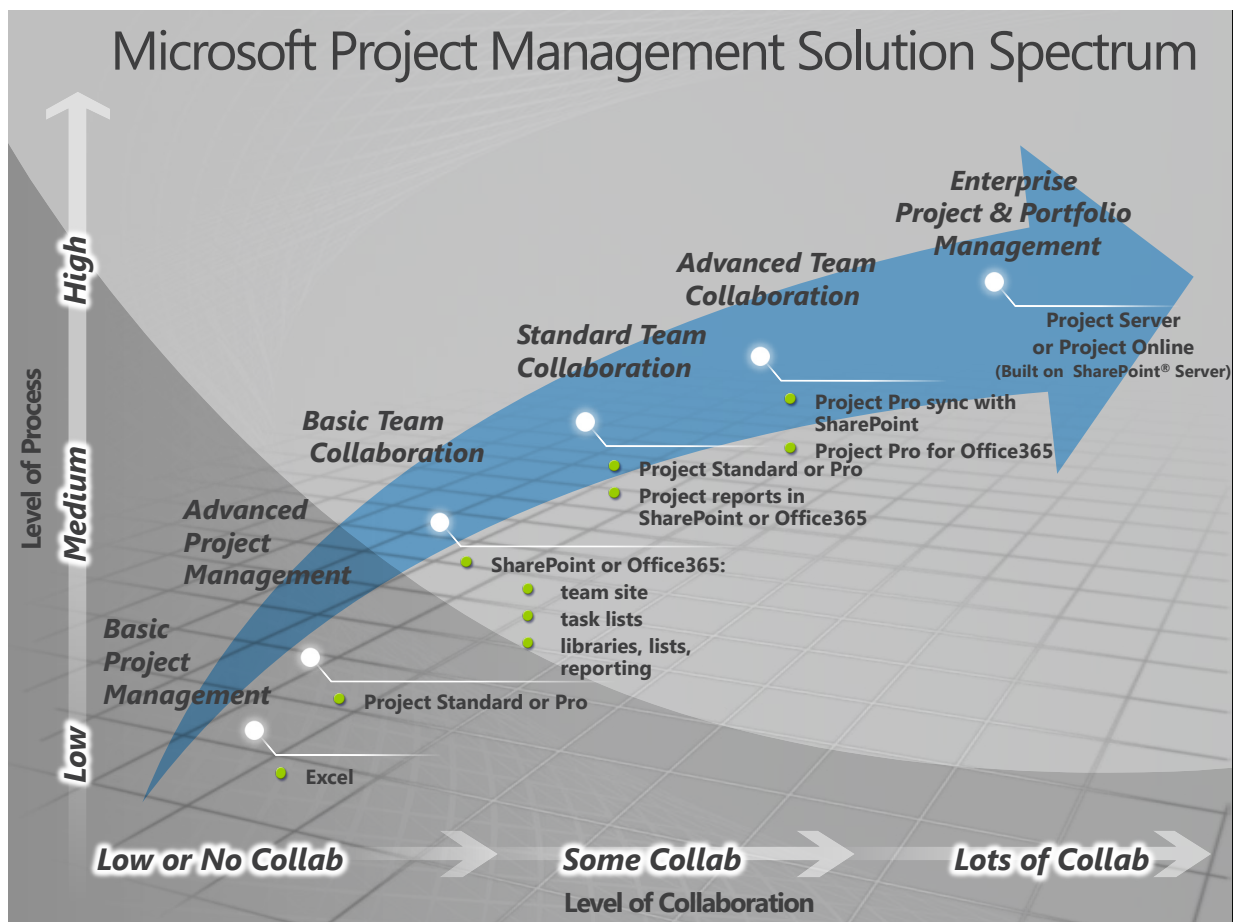 Microsoft Project Management Solution Spectrum
Enterprise
Project & Portfolio
Management
Project Server
or Project Online
(Built on SharePoint® Server)
Advanced Team
Collaboration
Project Pro sync with
SharePoint
Project Pro for Office365
Standard Team
Collaboration
Project Standard or Pro
Project reports in
SharePoint or Office365
Basic Team
Collaboration
SharePoint or Office365:
team site
task lists
libraries, lists,
reporting
Advanced
Project
Management
Project Standard or Pro
Basic
Project
Management
Excel
Level of Process
High
Medium
Low
Low or No Collab
Some Collab
Lots of Collab
Level of Collaboration